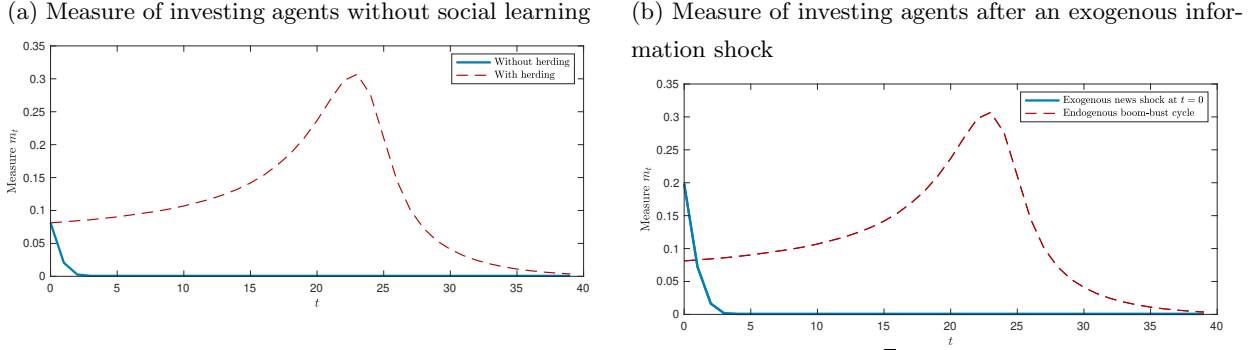 (a) Measure of investing agents without social learning
0.35
0.3
0.25
0.2
0.15
0.1
0.05
0
Measure m_t
Without herding
With herding
0 5 10 15 20 25 30 35 40
t
(b) Measure of investing agents after an exogenous infor-
mation shock
0.35
0.3
0.25
0.2
0.15
0.1
0.05
0
Measure m_t
Exogenous news shock at t = 0
Endogenous boom-bust cycle
0 5 10 15 20 25 30 35 40
t